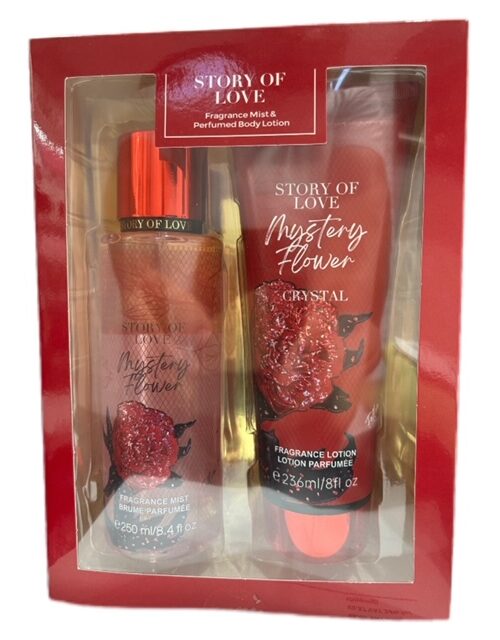 STORY OF
LOVE
Fragrance Mist &
Perfumed Body Lotion
STORY OF LOV
STORY OF
LOVE
Mystery
Flower
FRAGRANCE MIST
BRUME PARFUMÉE
℮250 ml/8.4 fl oz
STORY OF
LOVE
Mystery
Flower
CRYSTAL
FRAGRANCE LOTION
LOTION PARFUMÉE
℮236ml/8fl oz